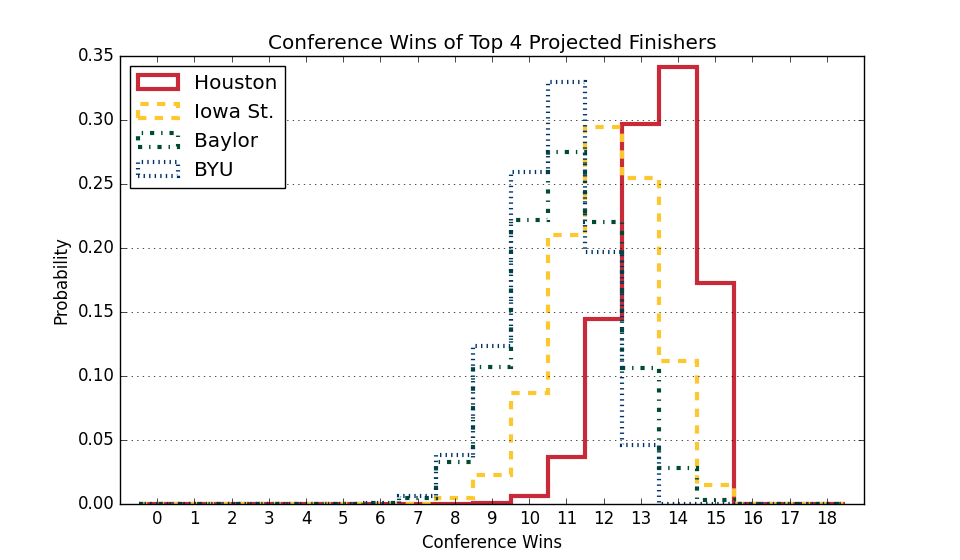 Conference Wins of Top 4 Projected Finishers
Houston
Iowa St.
Baylor
BYU
0.35
0.30
0.25
0.20
0.15
0.10
0.05
0.00
Probability
0 1 2 3 4 5 6 7 8 9 10 11 12 13 14 15 16 17 18
Conference Wins